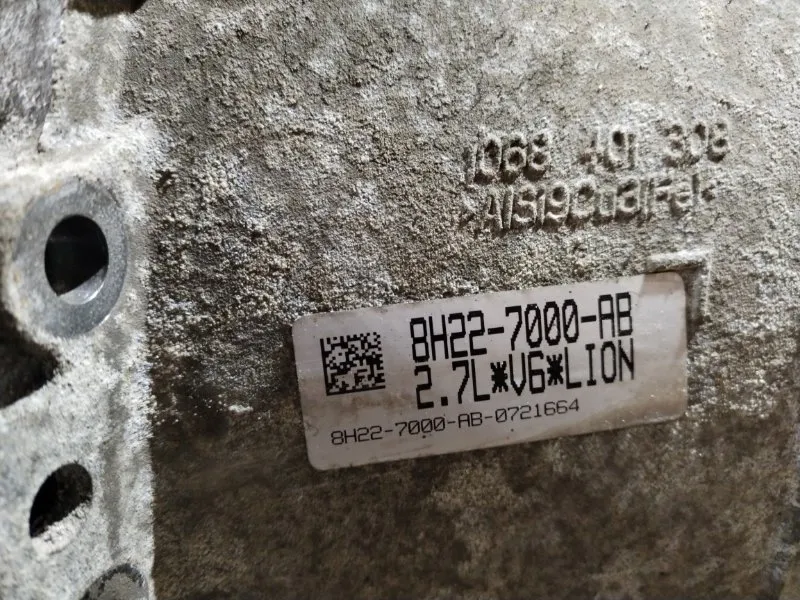 1068 401 308
>AlSi9Cu3(Fe)<
8H22-7000-AB
2.7L*V6*LION
8H22-7000-AB-0721664